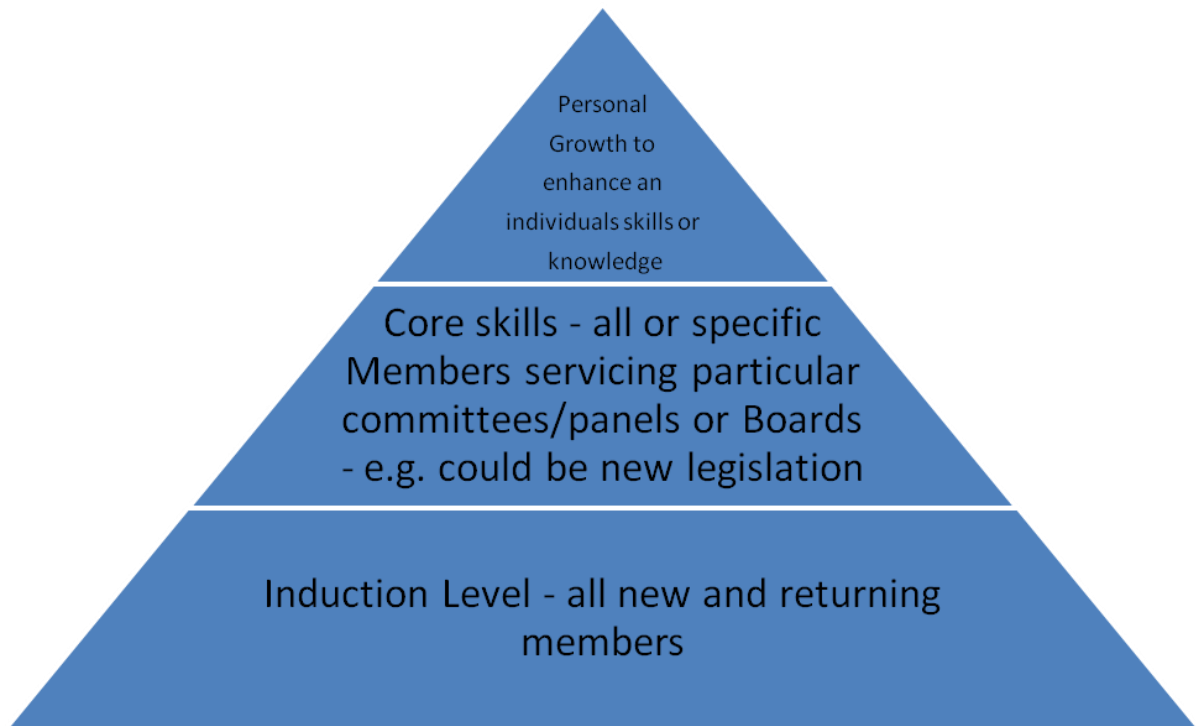 Personal
Growth to
enhance an
individuals skills or
knowledge
Core skills - all or specific
Members servicing particular
committees/panels or Boards
- e.g. could be new legislation
Induction Level - all new and returning
members